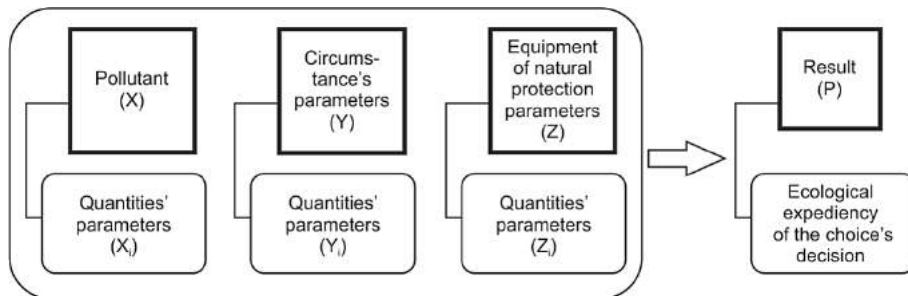 Pollutant
(X)
Circums-
tance's
parameters
(Y)
Equipment
of natural
protection
parameters
(Z)
Result
(P)
Quantities'
parameters
(Xᵢ)
Quantities'
parameters
(Yᵢ)
Quantities'
parameters
(Zᵢ)
Ecological
expediency
of the choice's
decision